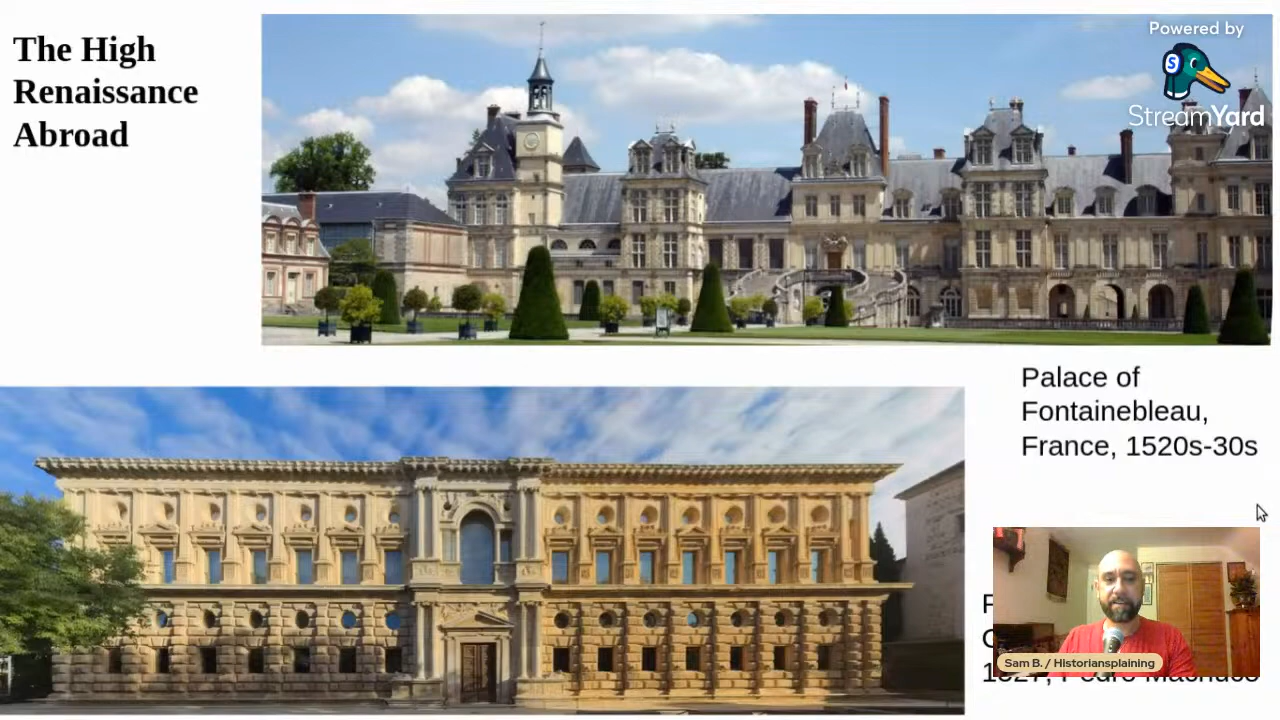 The High
Renaissance
Abroad
Powered by
StreamYard
Palace of
Fontainebleau,
France, 1520s-30s
Sam B. / Historiansplaining